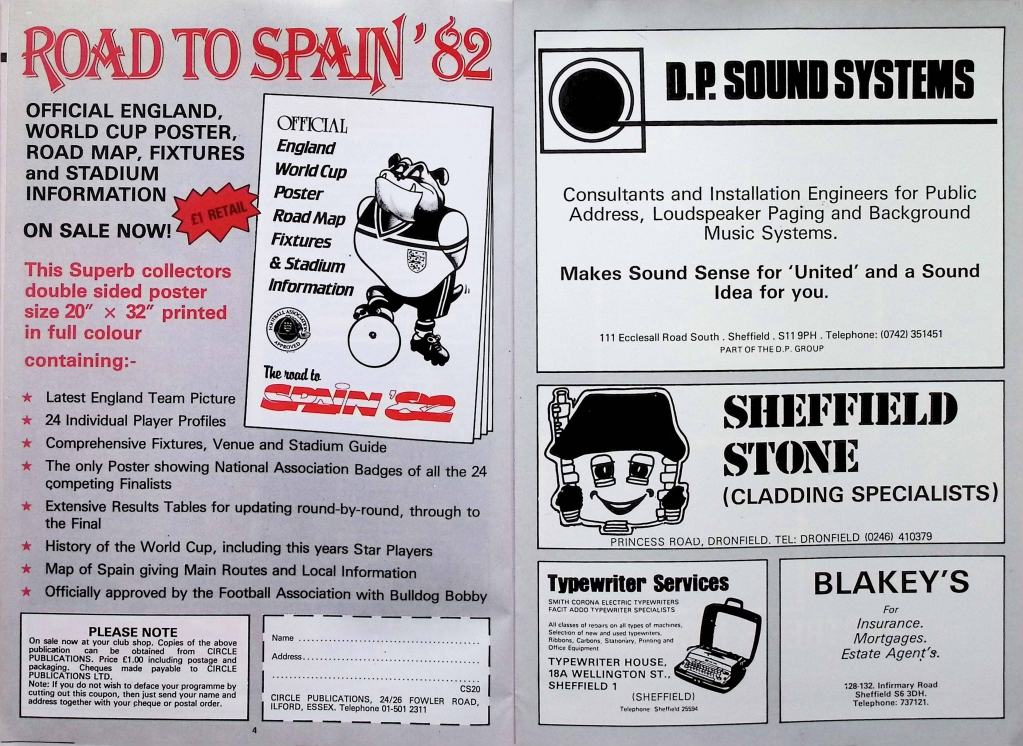 ROAD TO SPAIN '82
OFFICIAL ENGLAND,
WORLD CUP POSTER,
ROAD MAP, FIXTURES
and STADIUM
INFORMATION
£1 RETAIL
ON SALE NOW!
This Superb collectors
double sided poster
size 20" × 32" printed
in full colour
containing:-
OFFICIAL
England
World Cup
Poster
Road Map
Fixtures
& Stadium
Information
FOOTBALL ASSOCIATION
APPROVED
The road to
SPAIN '82
★ Latest England Team Picture
★ 24 Individual Player Profiles
★ Comprehensive Fixtures, Venue and Stadium Guide
★ The only Poster showing National Association Badges of all the 24
competing Finalists
★ Extensive Results Tables for updating round-by-round, through to
the Final
★ History of the World Cup, including this years Star Players
★ Map of Spain giving Main Routes and Local Information
★ Officially approved by the Football Association with Bulldog Bobby
PLEASE NOTE
On sale now at your club shop. Copies of the above
publication can be obtained from CIRCLE
PUBLICATIONS. Price £1.00 including postage and
packaging. Cheques made payable to CIRCLE
PUBLICATIONS LTD.
Note: If you do not wish to deface your programme by
cutting out this coupon, then just send your name and
address together with your cheque or postal order.
Name
Address
CS20
CIRCLE PUBLICATIONS, 24/26 FOWLER ROAD,
ILFORD, ESSEX. Telephone 01-501 2311
4
D.P. SOUND SYSTEMS
Consultants and Installation Engineers for Public
Address, Loudspeaker Paging and Background
Music Systems.
Makes Sound Sense for 'United' and a Sound
Idea for you.
111 Ecclesall Road South . Sheffield . S11 9PH . Telephone: (0742) 351451
PART OF THE D.P. GROUP
SHEFFIELD
STONE
(CLADDING SPECIALISTS)
PRINCESS ROAD, DRONFIELD. TEL: DRONFIELD (0246) 410379
Typewriter Services
SMITH CORONA ELECTRIC TYPEWRITERS
FACIT ADDO TYPEWRITER SPECIALISTS
All classes of repairs on all types of machines,
Selection of new and used typewriters,
Ribbons, Carbons, Stationary, Printing and
Office Equipment
TYPEWRITER HOUSE,
18A WELLINGTON ST.,
SHEFFIELD 1
(SHEFFIELD)
Telephone: Sheffield 25594
BLAKEY'S
For
Insurance.
Mortgages.
Estate Agent's.
128-132. Infirmary Road
Sheffield S6 3DH.
Telephone: 737121.